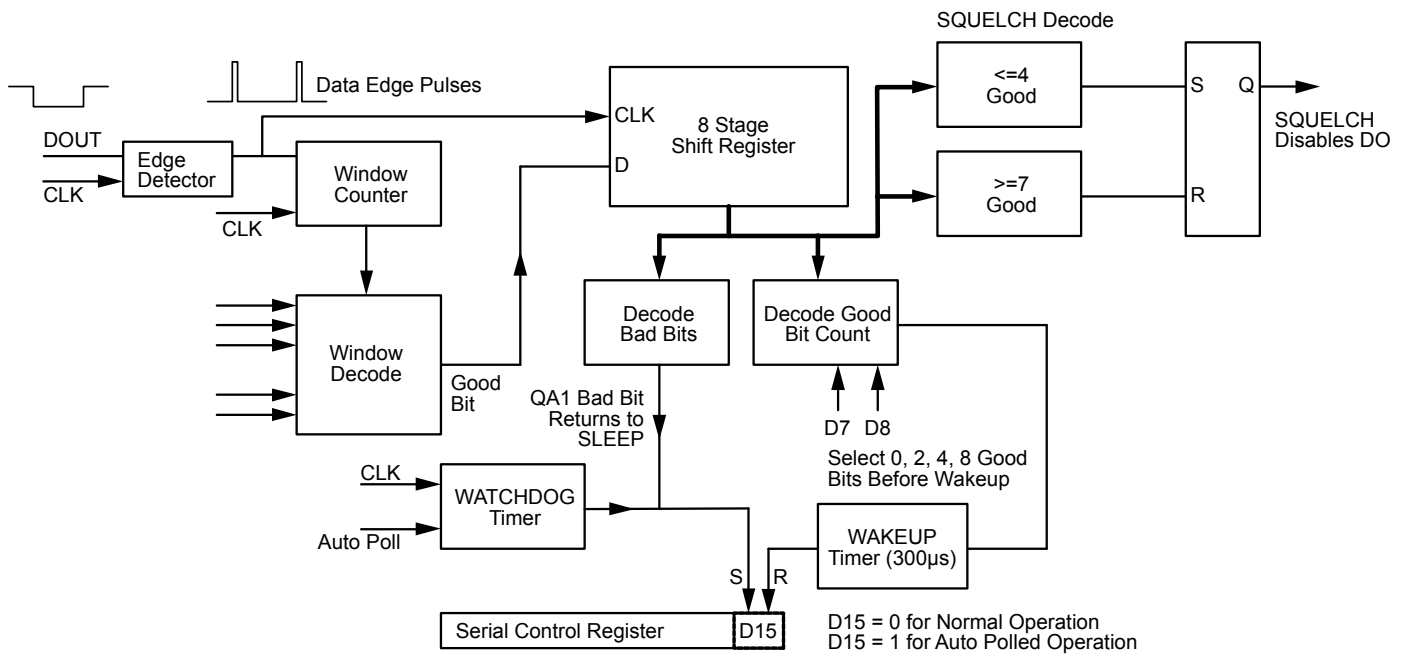 SQUELCH Decode
<=4
Good
S
Q
SQUELCH
Disables DO
>=7
Good
R
Data Edge Pulses
CLK
D
8 Stage
Shift Register
DOUT
CLK
Edge
Detector
Window
Counter
CLK
Window
Decode
Good
Bit
Decode
Bad Bits
Decode Good
Bit Count
QA1 Bad Bit
Returns to
SLEEP
D7 D8
Select 0, 2, 4, 8 Good
Bits Before Wakeup
CLK
Auto Poll
WATCHDOG
Timer
WAKEUP
Timer (300µs)
S
R
Serial Control Register
D15
D15 = 0 for Normal Operation
D15 = 1 for Auto Polled Operation